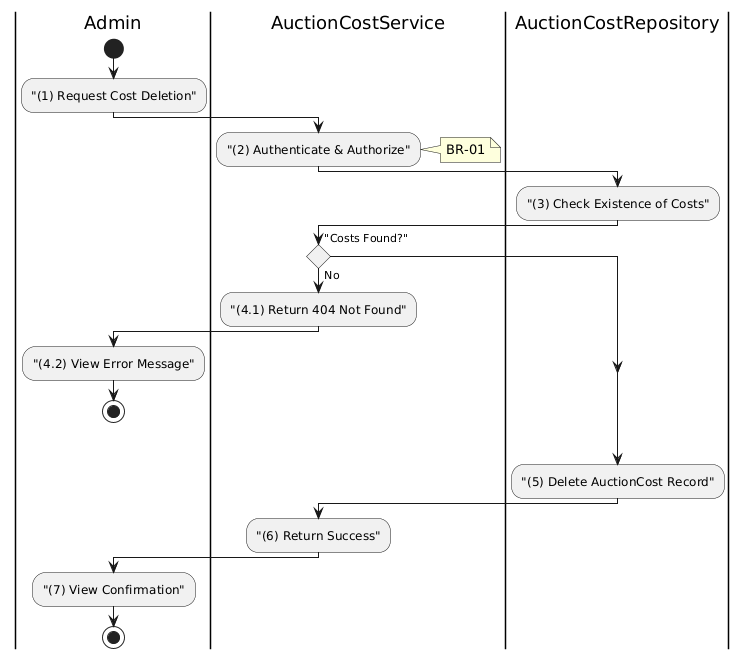 Admin
AuctionCostService
AuctionCostRepository
"(1) Request Cost Deletion"
"(2) Authenticate & Authorize"
BR-01
"(3) Check Existence of Costs"
"Costs Found?"
No
"(4.1) Return 404 Not Found"
"(4.2) View Error Message"
"(5) Delete AuctionCost Record"
"(6) Return Success"
"(7) View Confirmation"